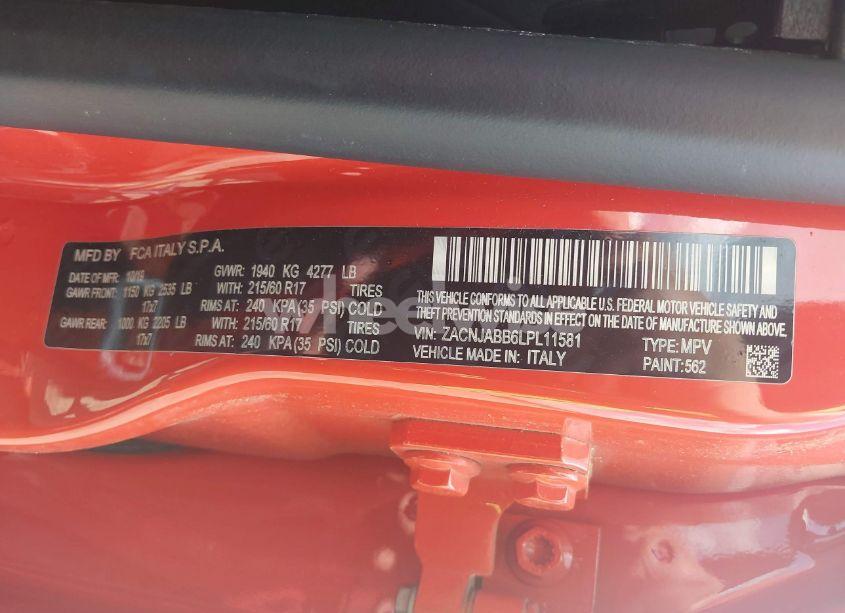 MFD BY FCA ITALY S.P.A.
DATE OF MFR: 10/19 GVWR: 1940 KG 4277 LB
GAWR FRONT: 1150 KG 2535 LB WITH: 215/60 R17 TIRES
17x7 RIMS AT: 240 KPA(35 PSI) COLD
GAWR REAR: 1000 KG 2205 LB WITH: 215/60 R17 TIRES
17x7 RIMS AT: 240 KPA(35 PSI) COLD
THIS VEHICLE CONFORMS TO ALL APPLICABLE U.S. FEDERAL MOTOR VEHICLE SAFETY AND
THEFT PREVENTION STANDARDS IN EFFECT ON THE DATE OF MANUFACTURE SHOWN ABOVE.
VIN: ZACNJABB6LPL11581 TYPE: MPV
VEHICLE MADE IN: ITALY PAINT:562